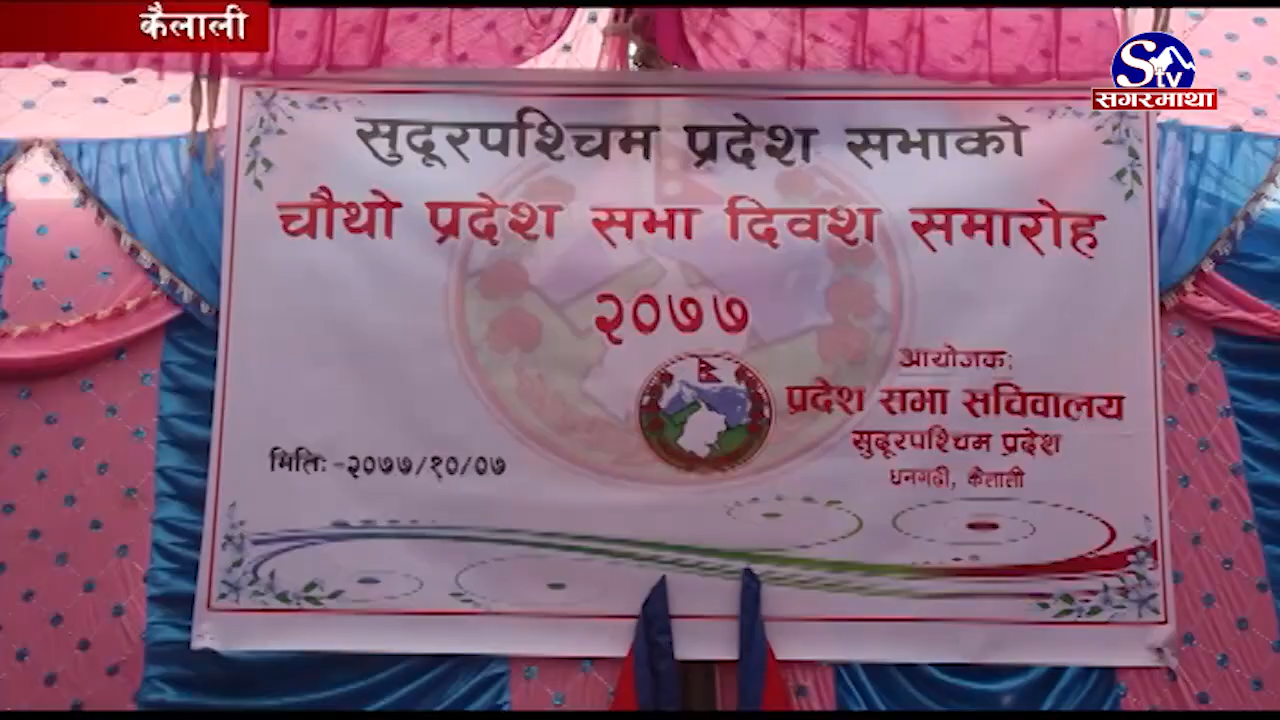 कैलाली
STV
सगरमाथा
सुदूरपश्चिम प्रदेश सभाको
चौथो प्रदेश सभा दिवश समारोह
२०७७
आयोजकः
प्रदेश सभा सचिवालय
सुदूरपश्चिम प्रदेश
धनगढी, कैलाली
मितिः -२०७७/१०/०७